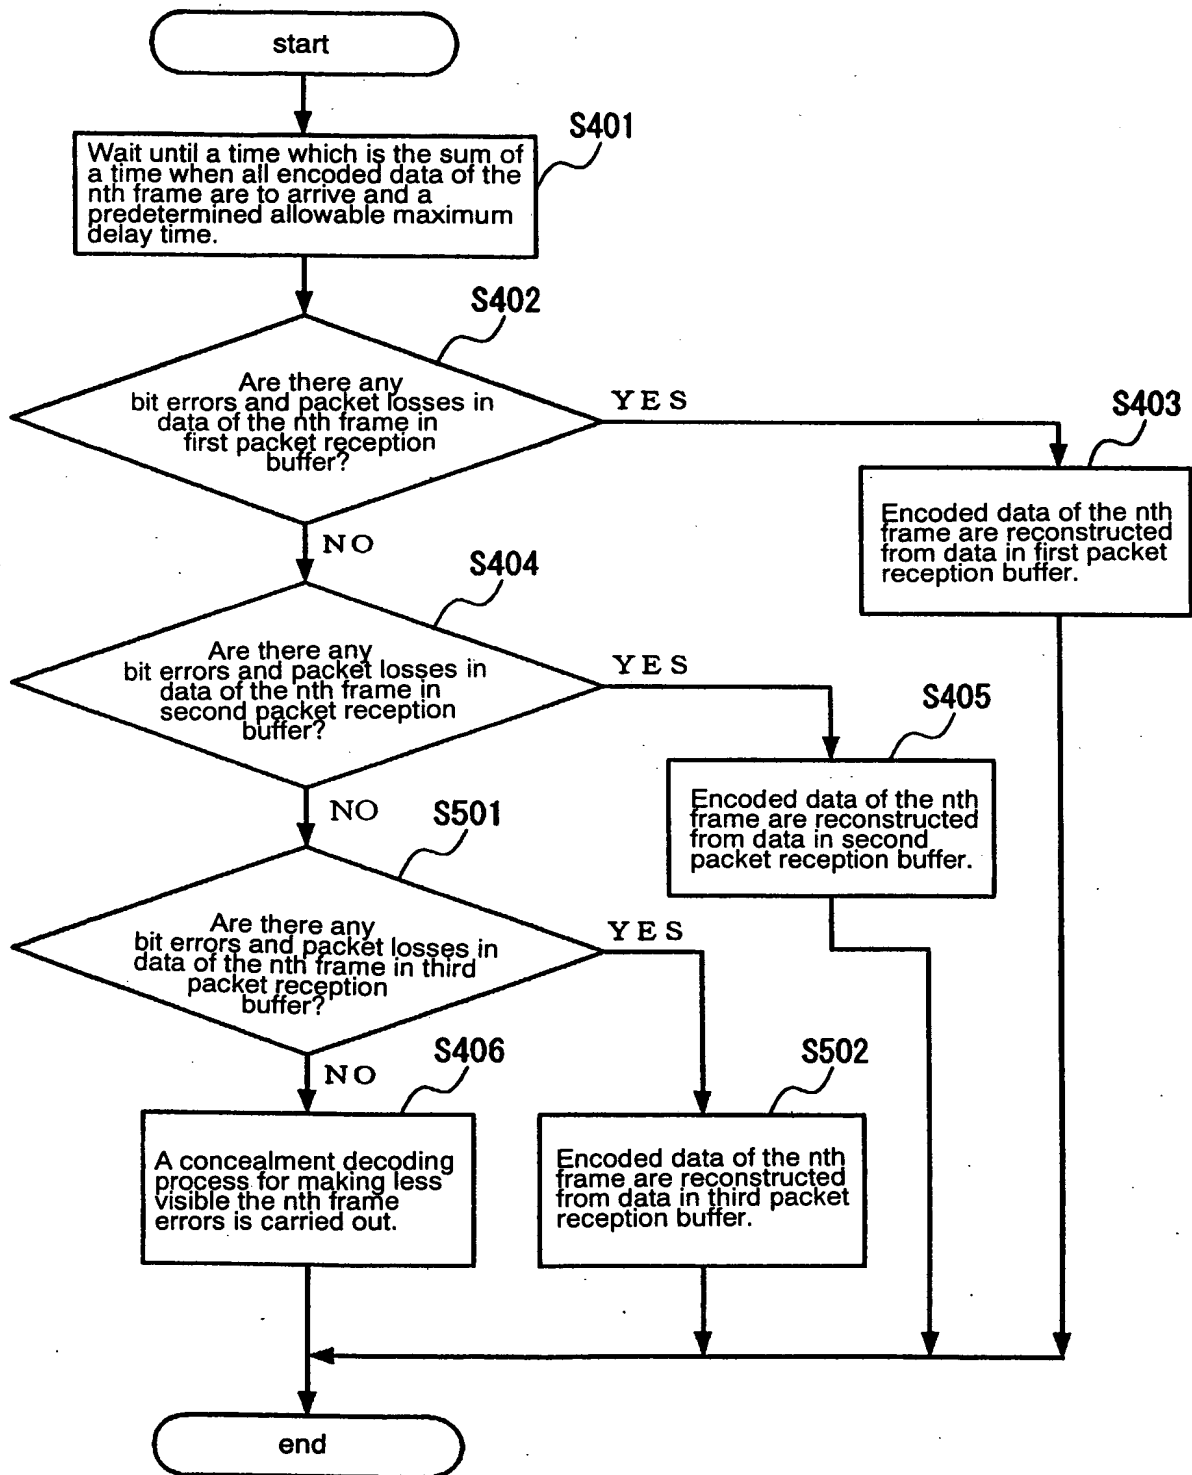 start
S401
Wait until a time which is the sum of
a time when all encoded data of the
nth frame are to arrive and a
predetermined allowable maximum
delay time.
S402
Are there any
bit errors and packet losses in
data of the nth frame in
first packet reception
buffer?
YES
S403
Encoded data of the nth
frame are reconstructed
from data in first packet
reception buffer.
NO
S404
Are there any
bit errors and packet losses in
data of the nth frame in
second packet reception
buffer?
YES
S405
Encoded data of the nth
frame are reconstructed
from data in second
packet reception buffer.
NO
S501
Are there any
bit errors and packet losses in
data of the nth frame in third
packet reception
buffer?
YES
S502
Encoded data of the nth
frame are reconstructed
from data in third packet
reception buffer.
NO
S406
A concealment decoding
process for making less
visible the nth frame
errors is carried out.
end